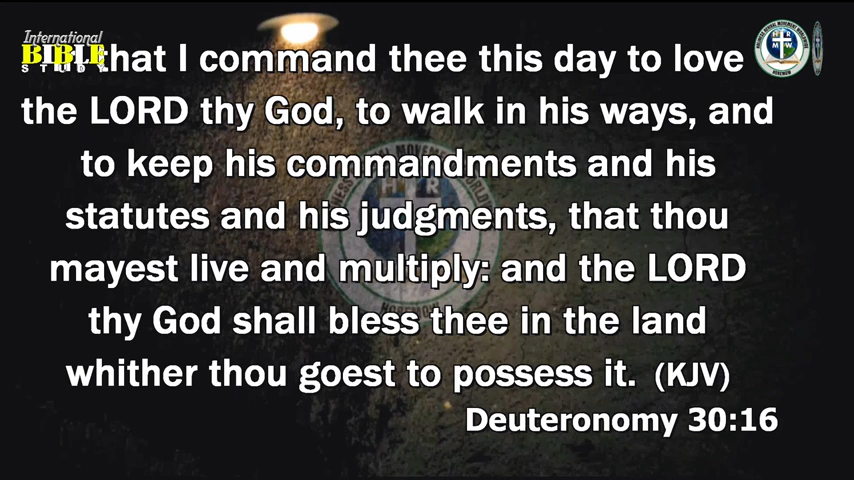 International
BIBLE
STUDY
that I command thee this day to love
the LORD thy God, to walk in his ways, and
to keep his commandments and his
statutes and his judgments, that thou
mayest live and multiply: and the LORD
thy God shall bless thee in the land
whither thou goest to possess it. (KJV)
Deuteronomy 30:16